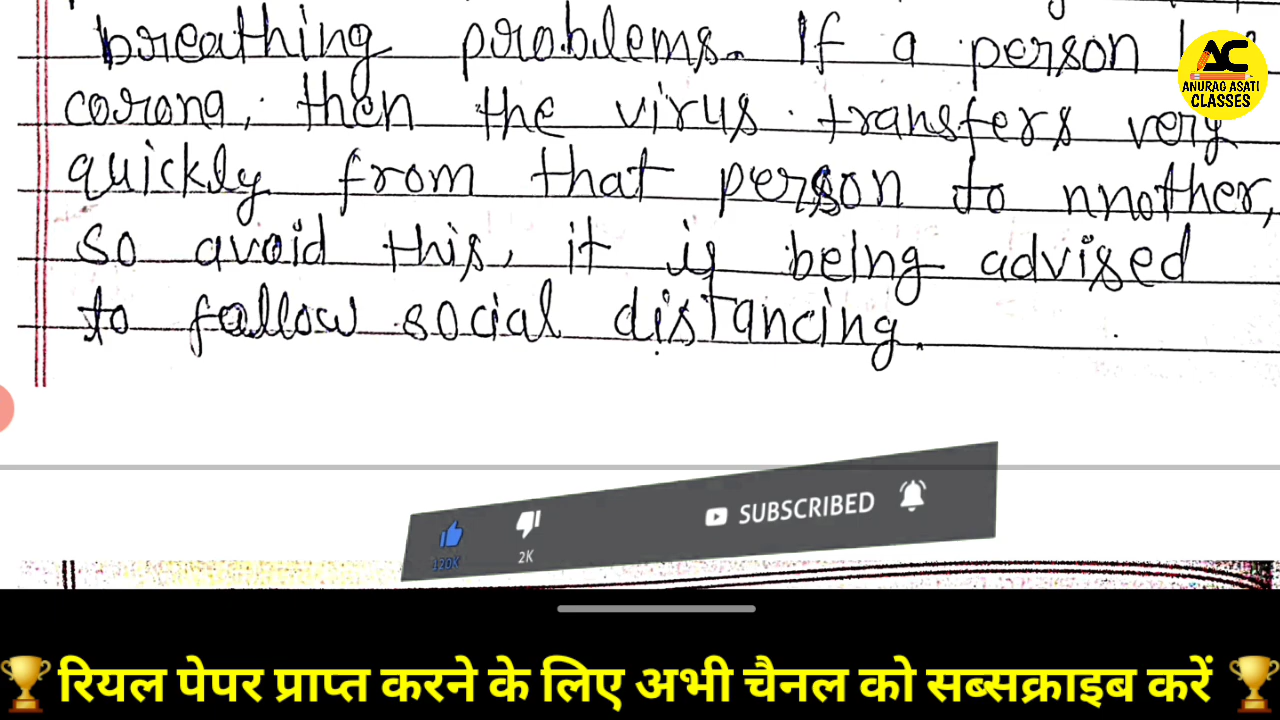 breathing problems. If a person
corona, then the virus transfers very
quickly from that person to nnother,
so avoid this, it is being advised
to follow social distancing.
AC
ANURAG ASATI
CLASSES
120K
2K
SUBSCRIBED
रियल पेपर प्राप्त करने के लिए अभी चैनल को सब्सक्राइब करें